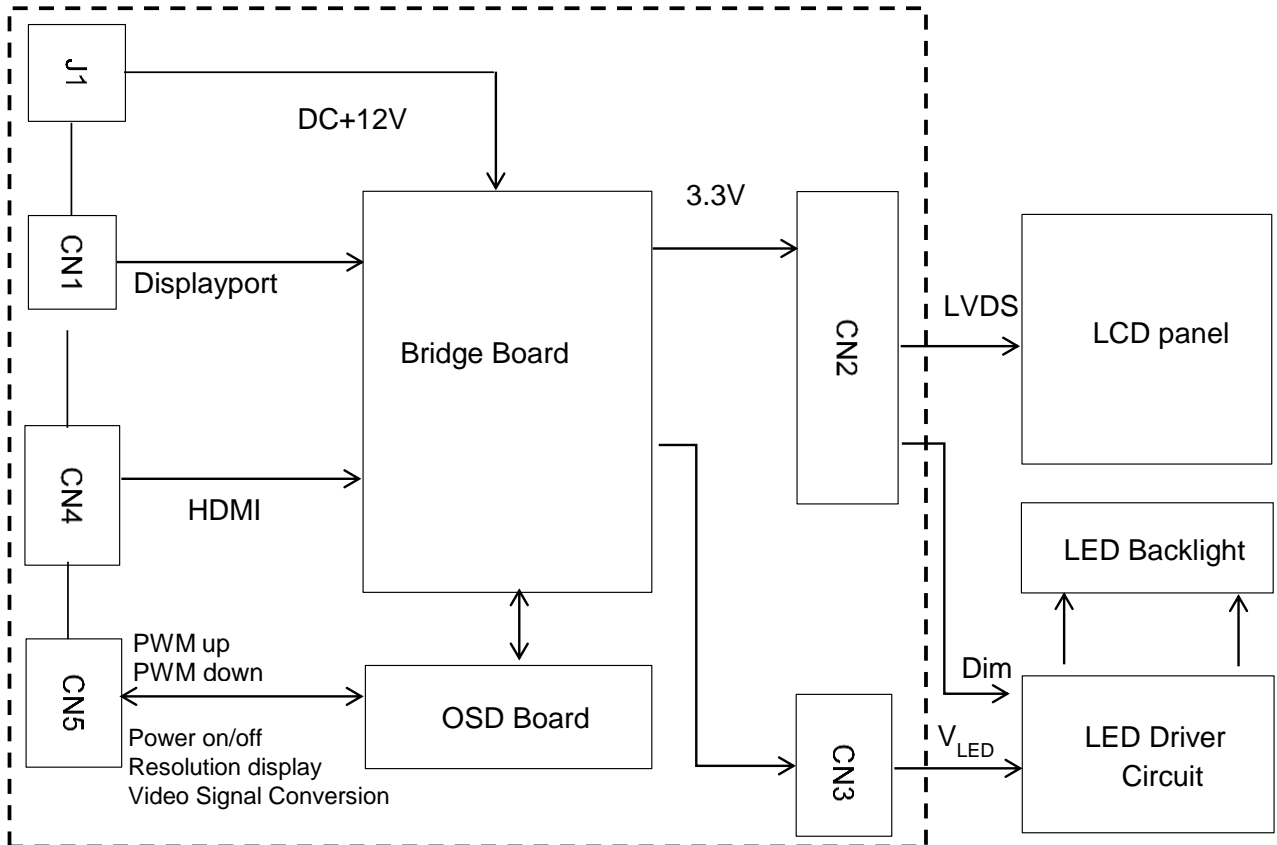 J1
DC+12V
3.3V
CN1
Displayport
Bridge Board
CN2
LVDS
LCD panel
CN4
HDMI
LED Backlight
CN5
PWM up
PWM down
OSD Board
Dim
Power on/off
Resolution display
Video Signal Conversion
CN3
VLED
LED Driver
Circuit